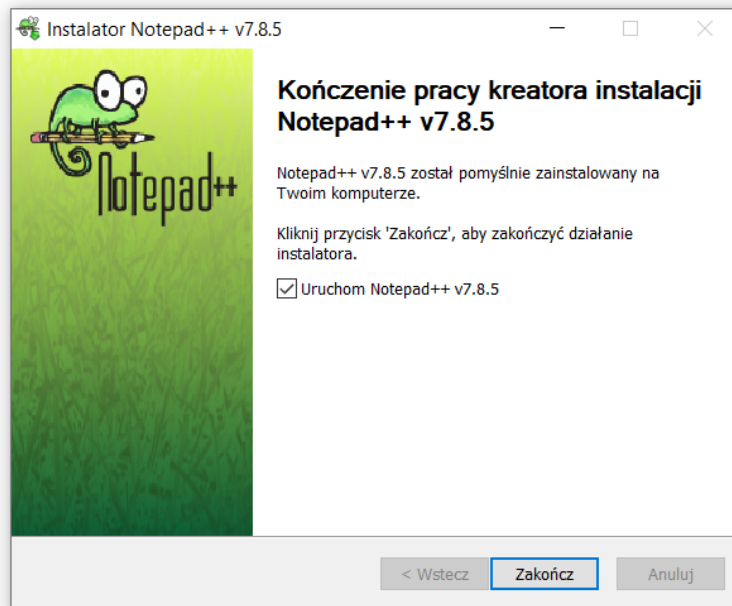 Instalator Notepad++ v7.8.5
Notepad++
Kończenie pracy kreatora instalacji
Notepad++ v7.8.5
Notepad++ v7.8.5 został pomyślnie zainstalowany na
Twoim komputerze.
Kliknij przycisk 'Zakończ', aby zakończyć działanie
instalatora.
Uruchom Notepad++ v7.8.5
< Wstecz
Zakończ
Anuluj